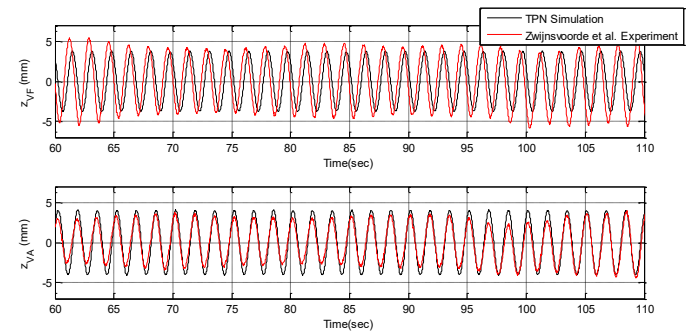 TPN Simulation
Zwijnsvoorde et al. Experiment
5
0
-5
z_VF (mm)
60 65 70 75 80 85 90 95 100 105 110
Time(sec)
5
0
-5
z_VA (mm)
60 65 70 75 80 85 90 95 100 105 110
Time(sec)